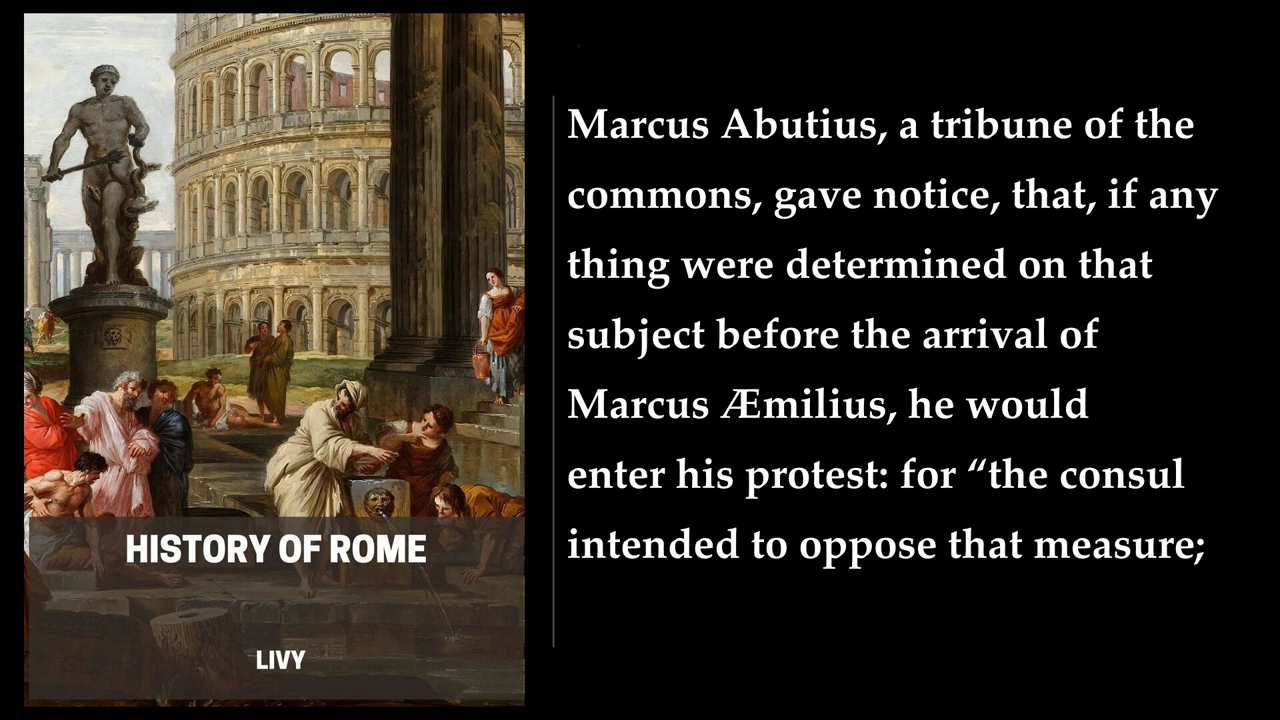 HISTORY OF ROME
LIVY
Marcus Abutius, a tribune of the
commons, gave notice, that, if any
thing were determined on that
subject before the arrival of
Marcus Æmilius, he would
enter his protest: for “the consul
intended to oppose that measure;